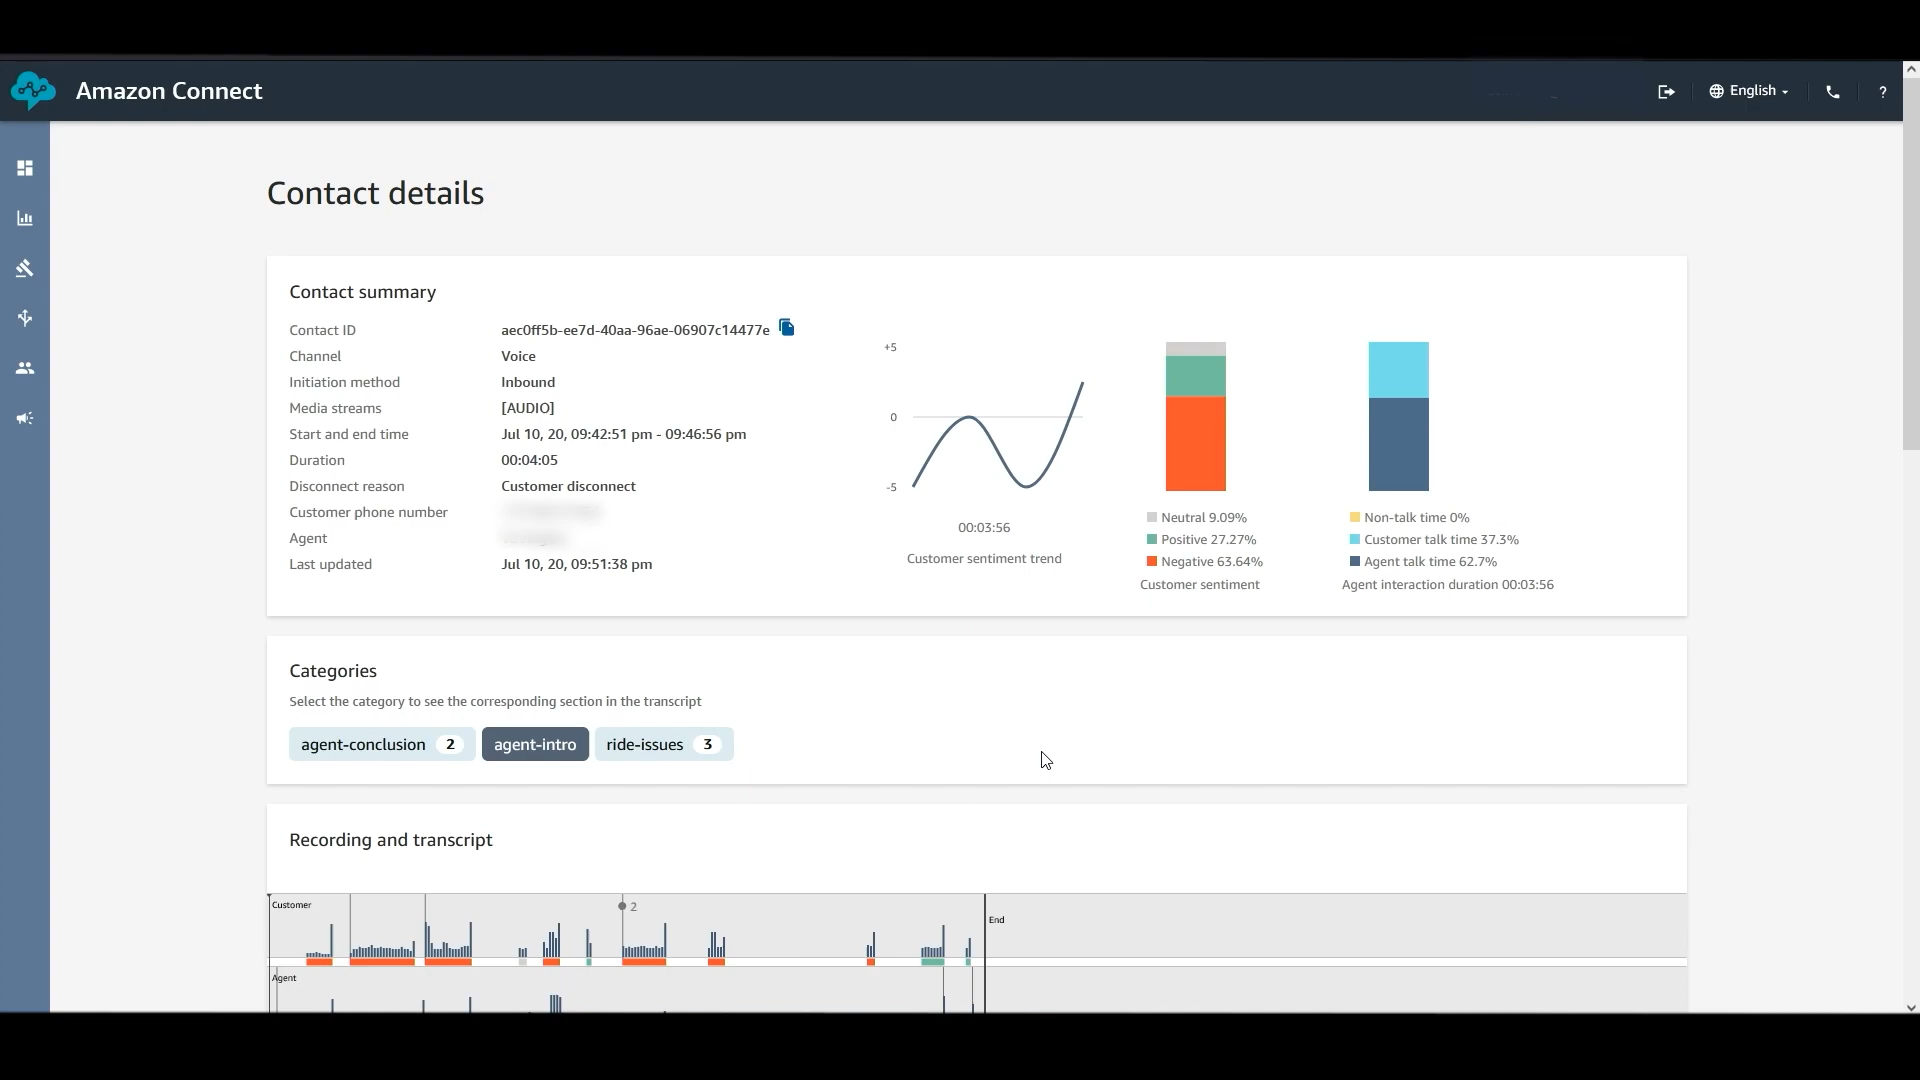 Amazon Connect
English
?
Contact details
Contact summary
Contact ID aec0ff5b-ee7d-40aa-96ae-06907c14477e
Channel Voice
Initiation method Inbound
Media streams [AUDIO]
Start and end time Jul 10, 20, 09:42:51 pm - 09:46:56 pm
Duration 00:04:05
Disconnect reason Customer disconnect
Customer phone number
Agent
Last updated Jul 10, 20, 09:51:38 pm
+5
0
-5
00:03:56
Customer sentiment trend
Neutral 9.09%
Positive 27.27%
Negative 63.64%
Customer sentiment
Non-talk time 0%
Customer talk time 37.3%
Agent talk time 62.7%
Agent interaction duration 00:03:56
Categories
Select the category to see the corresponding section in the transcript
agent-conclusion 2 agent-intro ride-issues 3
Recording and transcript
Customer
2
End
Agent